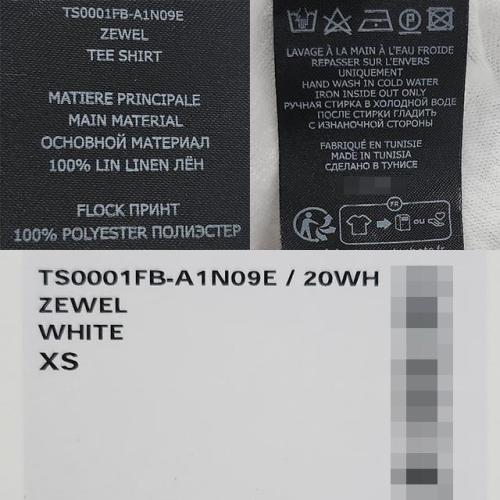 TS0001FB-A1N09E
ZEWEL
TEE SHIRT
MATIERE PRINCIPALE
MAIN MATERIAL
ОСНОВНОЙ МАТЕРИАЛ
100% LIN LINEN ЛЁН
FLOCK ПРИНТ
100% POLYESTER ПОЛИЭСТЕР
LAVAGE À LA MAIN À L'EAU FROIDE
REPASSER SUR L'ENVERS
UNIQUEMENT
HAND WASH IN COLD WATER
IRON INSIDE OUT ONLY
РУЧНАЯ СТИРКА В ХОЛОДНОЙ ВОДЕ
ПОСЛЕ СТИРКИ ГЛАДИТЬ
С ИЗНАНОЧНОЙ СТОРОНЫ
FABRIQUÉ EN TUNISIE
MADE IN TUNISIA
СДЕЛАНО В ТУНИСЕ
FR
ou
TS0001FB-A1N09E / 20WH
ZEWEL
WHITE
XS